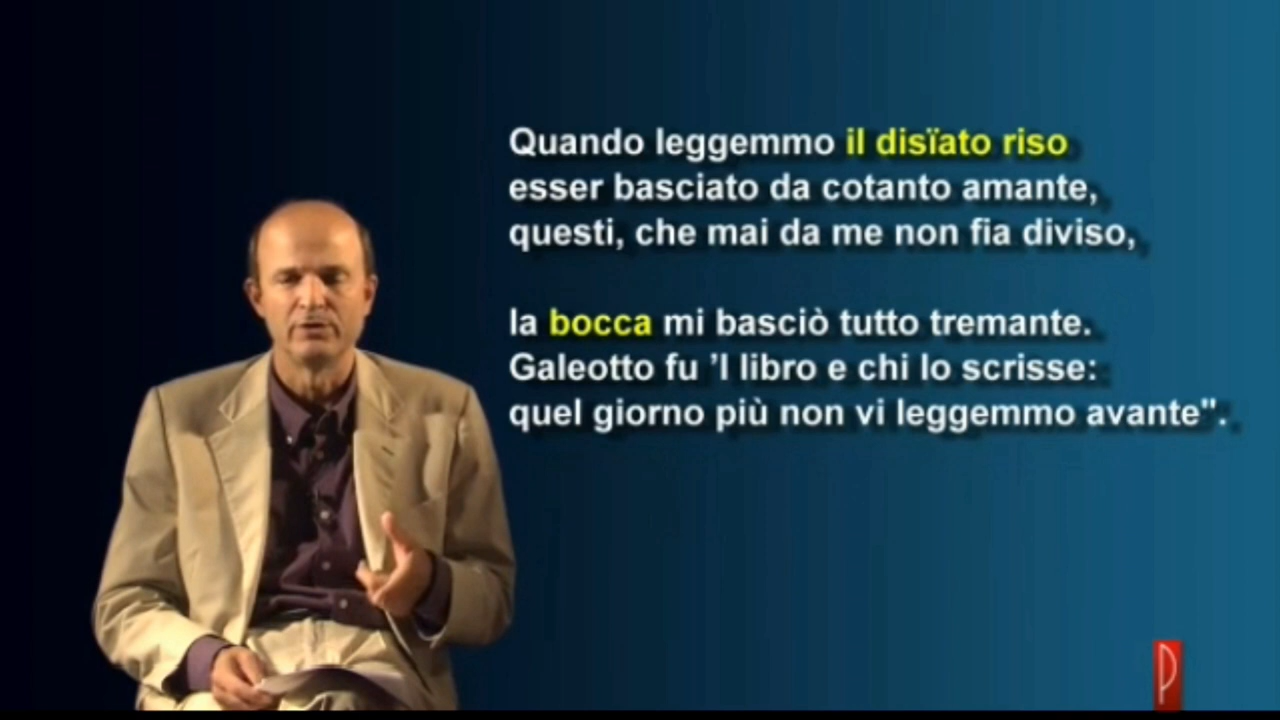 Quando leggemmo il disïato riso
esser basciato da cotanto amante,
questi, che mai da me non fia diviso,
la bocca mi basciò tutto tremante.
Galeotto fu ’l libro e chi lo scrisse:
quel giorno più non vi leggemmo avante".
P